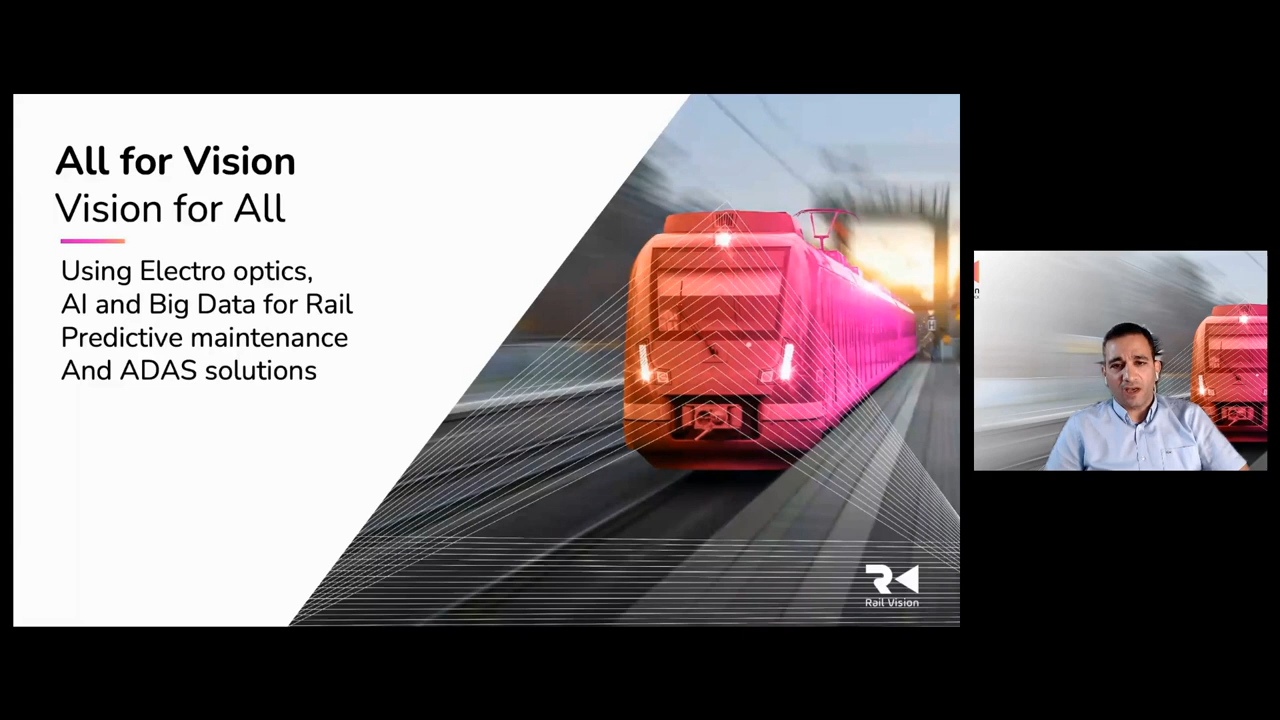 All for Vision
Vision for All
Using Electro optics,
AI and Big Data for Rail
Predictive maintenance
And ADAS solutions
Rail Vision